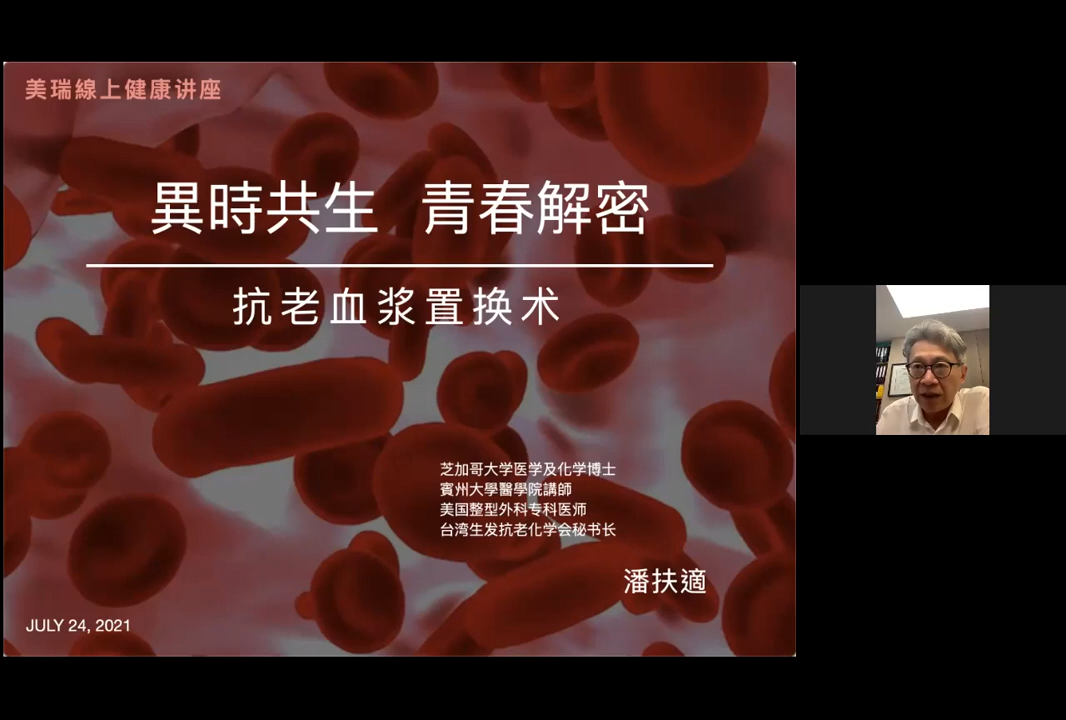 美瑞線上健康讲座
異時共生 青春解密
抗老血浆置换术
芝加哥大学医学及化学博士
賓州大學醫學院講師
美国整型外科专科医师
台湾生发抗老化学会秘书长
潘扶適
JULY 24, 2021